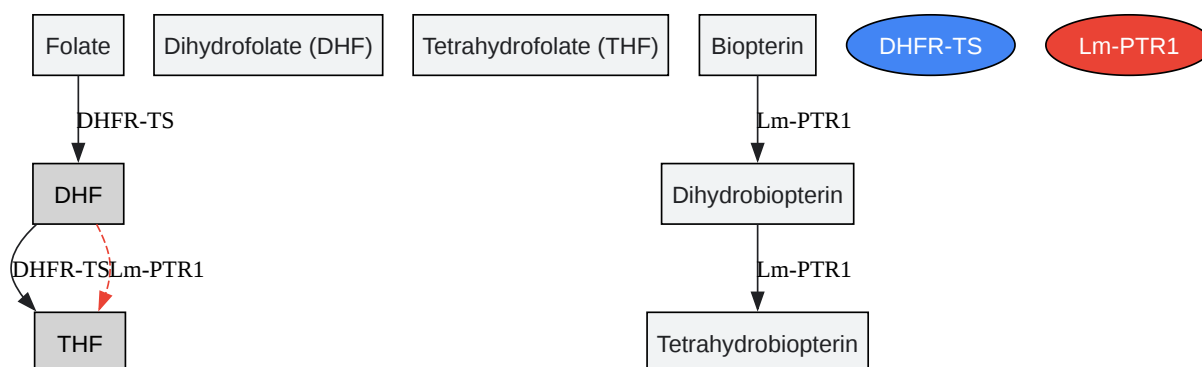 Folate
Dihydrofolate (DHF)
Tetrahydrofolate (THF)
Biopterin
DHFR-TS
Lm-PTR1
DHFR-TS
Lm-PTR1
DHF
Dihydrobiopterin
DHFR-TS
Lm-PTR1
Lm-PTR1
THF
Tetrahydrobiopterin